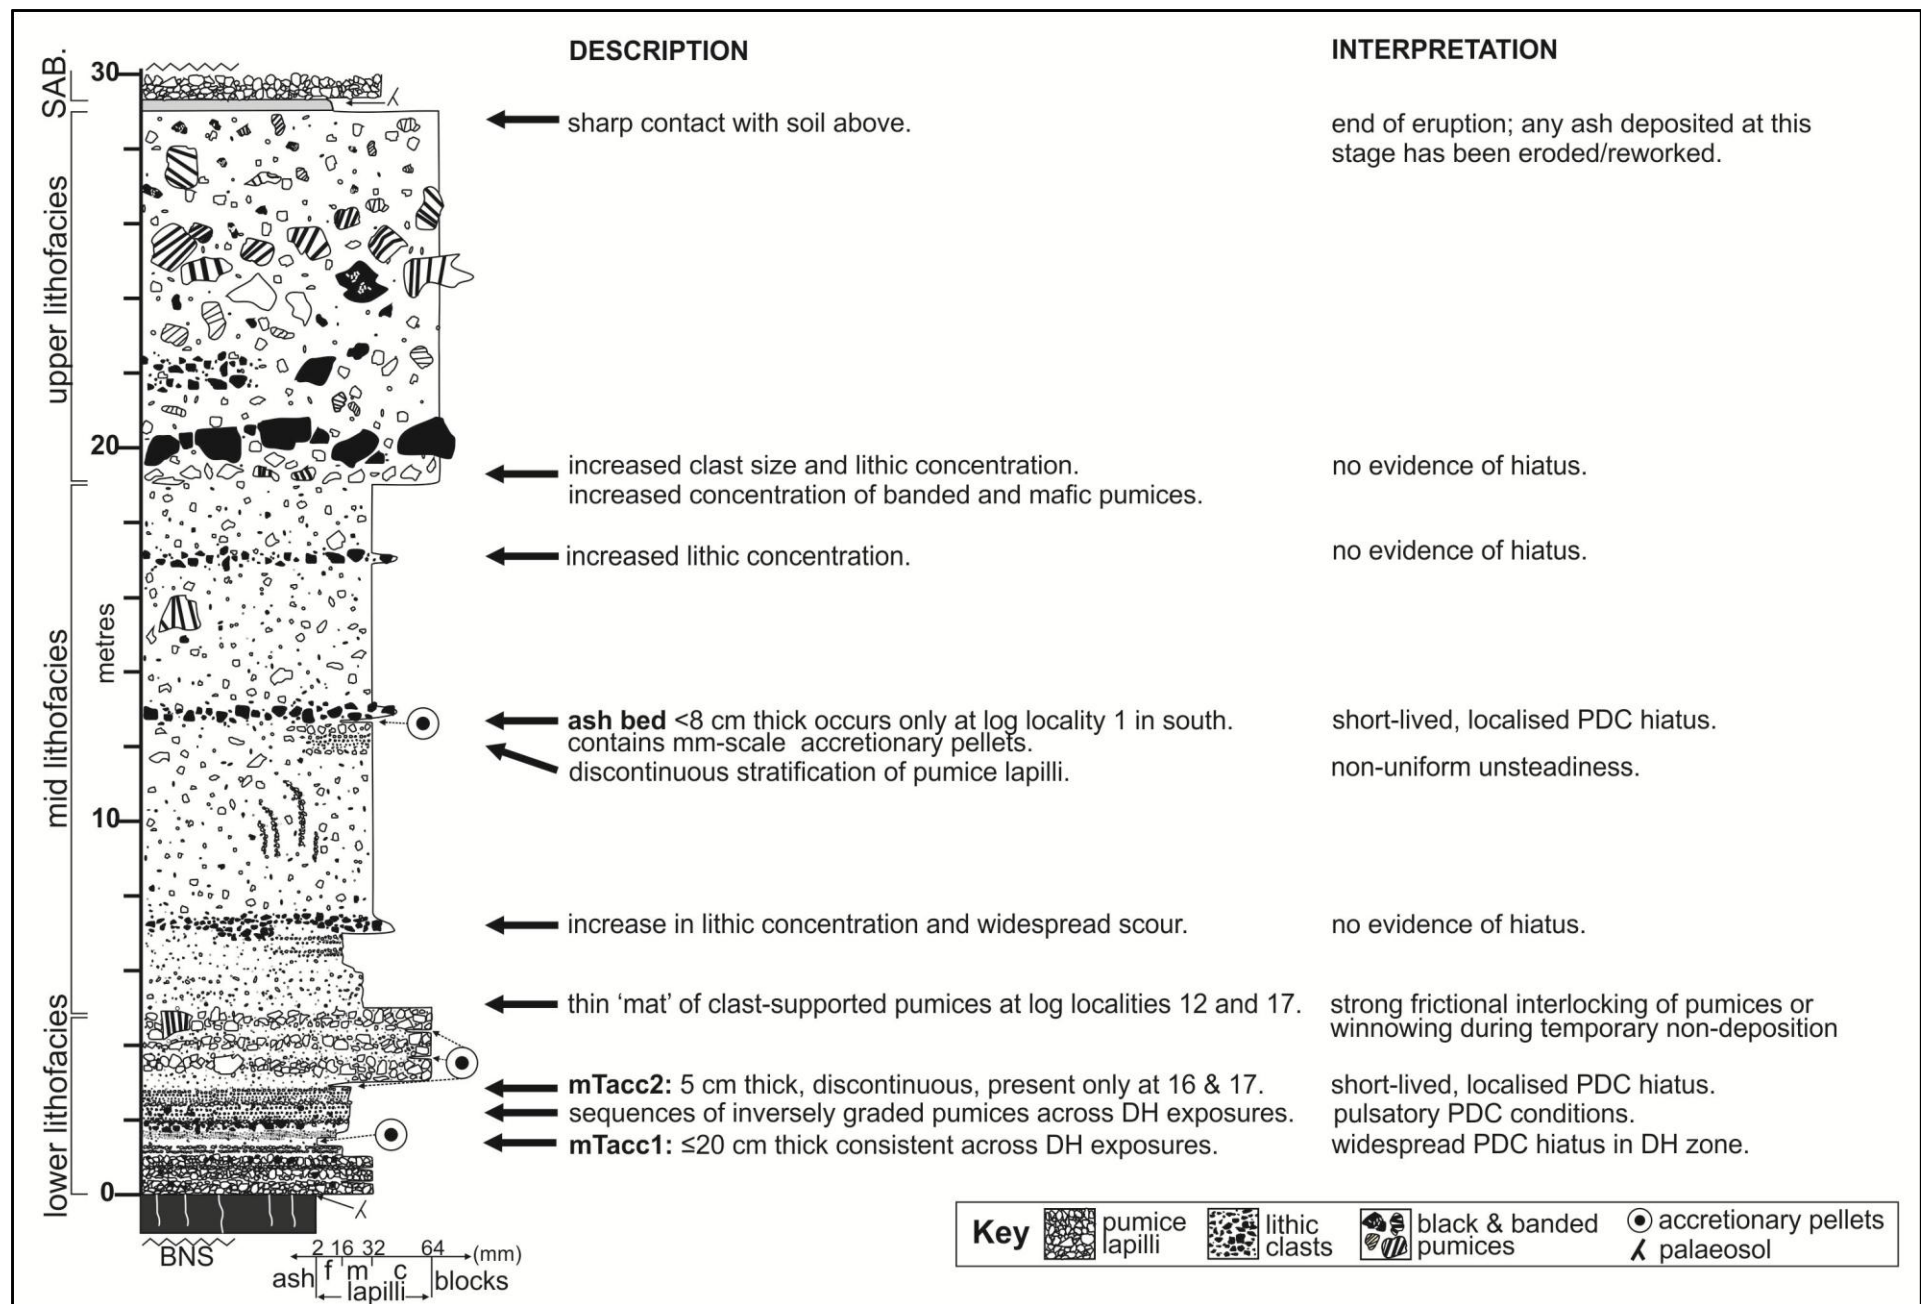 DESCRIPTION
INTERPRETATION
SAB.
upper lithofacies
mid lithofacies
lower lithofacies
metres
30
20
10
0
sharp contact with soil above.
end of eruption; any ash deposited at this
stage has been eroded/reworked.
increased clast size and lithic concentration.
increased concentration of banded and mafic pumices.
no evidence of hiatus.
increased lithic concentration.
no evidence of hiatus.
ash bed <8 cm thick occurs only at log locality 1 in south.
contains mm-scale accretionary pellets.
short-lived, localised PDC hiatus.
discontinuous stratification of pumice lapilli.
non-uniform unsteadiness.
increase in lithic concentration and widespread scour.
no evidence of hiatus.
thin ‘mat’ of clast-supported pumices at log localities 12 and 17.
strong frictional interlocking of pumices or
winnowing during temporary non-deposition
mTacc2: 5 cm thick, discontinuous, present only at 16 & 17.
short-lived, localised PDC hiatus.
sequences of inversely graded pumices across DH exposures.
pulsatory PDC conditions.
mTacc1: ≤20 cm thick consistent across DH exposures.
widespread PDC hiatus in DH zone.
BNS
2 16 32 64 (mm)
ash f m c blocks
lapilli
Key
pumice
lapilli
lithic
clasts
black & banded
pumices
accretionary pellets
palaeosol